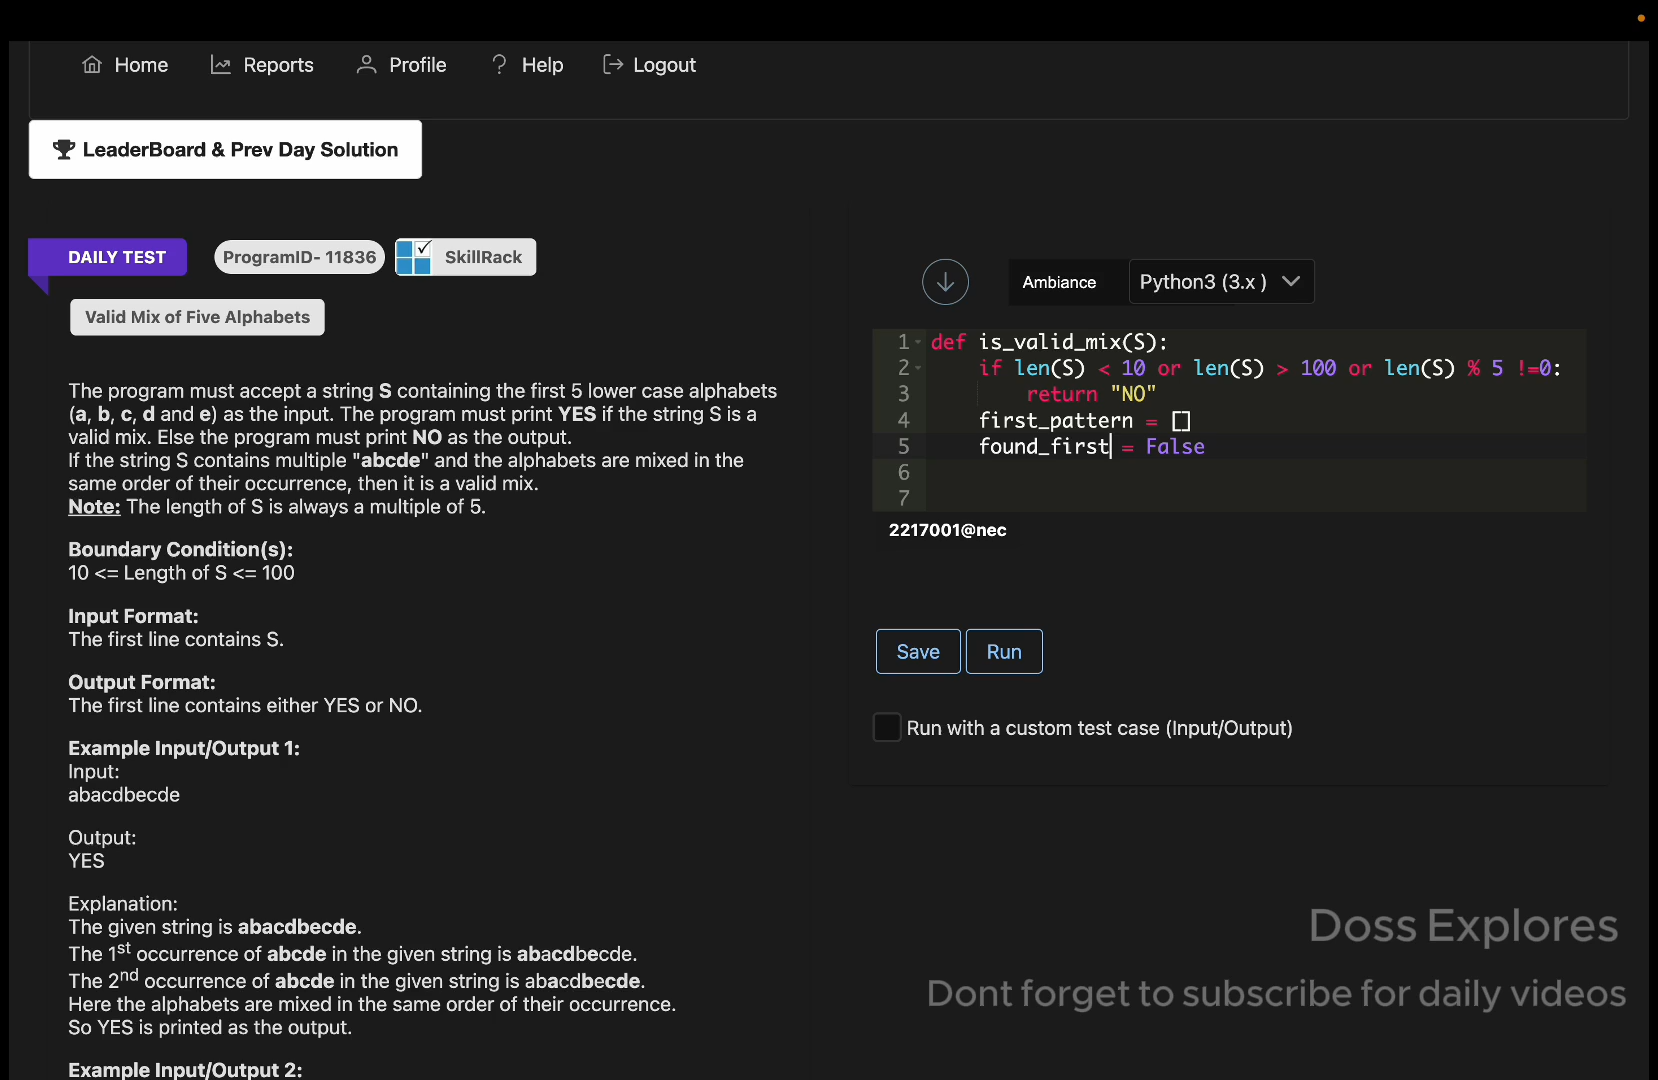 Home Reports Profile ? Help Logout
LeaderBoard & Prev Day Solution
DAILY TEST ProgramID- 11836 SkillRack
Valid Mix of Five Alphabets
The program must accept a string S containing the first 5 lower case alphabets
(a, b, c, d and e) as the input. The program must print YES if the string S is a
valid mix. Else the program must print NO as the output.
If the string S contains multiple "abcde" and the alphabets are mixed in the
same order of their occurrence, then it is a valid mix.
Note: The length of S is always a multiple of 5.
Boundary Condition(s):
10 <= Length of S <= 100
Input Format:
The first line contains S.
Output Format:
The first line contains either YES or NO.
Example Input/Output 1:
Input:
abacdbecde
Output:
YES
Explanation:
The given string is abacdbecde.
The 1st occurrence of abcde in the given string is abacdbecde.
The 2nd occurrence of abcde in the given string is abacdbecde.
Here the alphabets are mixed in the same order of their occurrence.
So YES is printed as the output.
Example Input/Output 2:
Ambiance Python3 (3.x )
1 def is_valid_mix(S):
2 if len(S) < 10 or len(S) > 100 or len(S) % 5 !=0:
3 return "NO"
4 first_pattern = []
5 found_first = False
6
7
2217001@nec
Save Run
Run with a custom test case (Input/Output)
Doss Explores
Dont forget to subscribe for daily videos